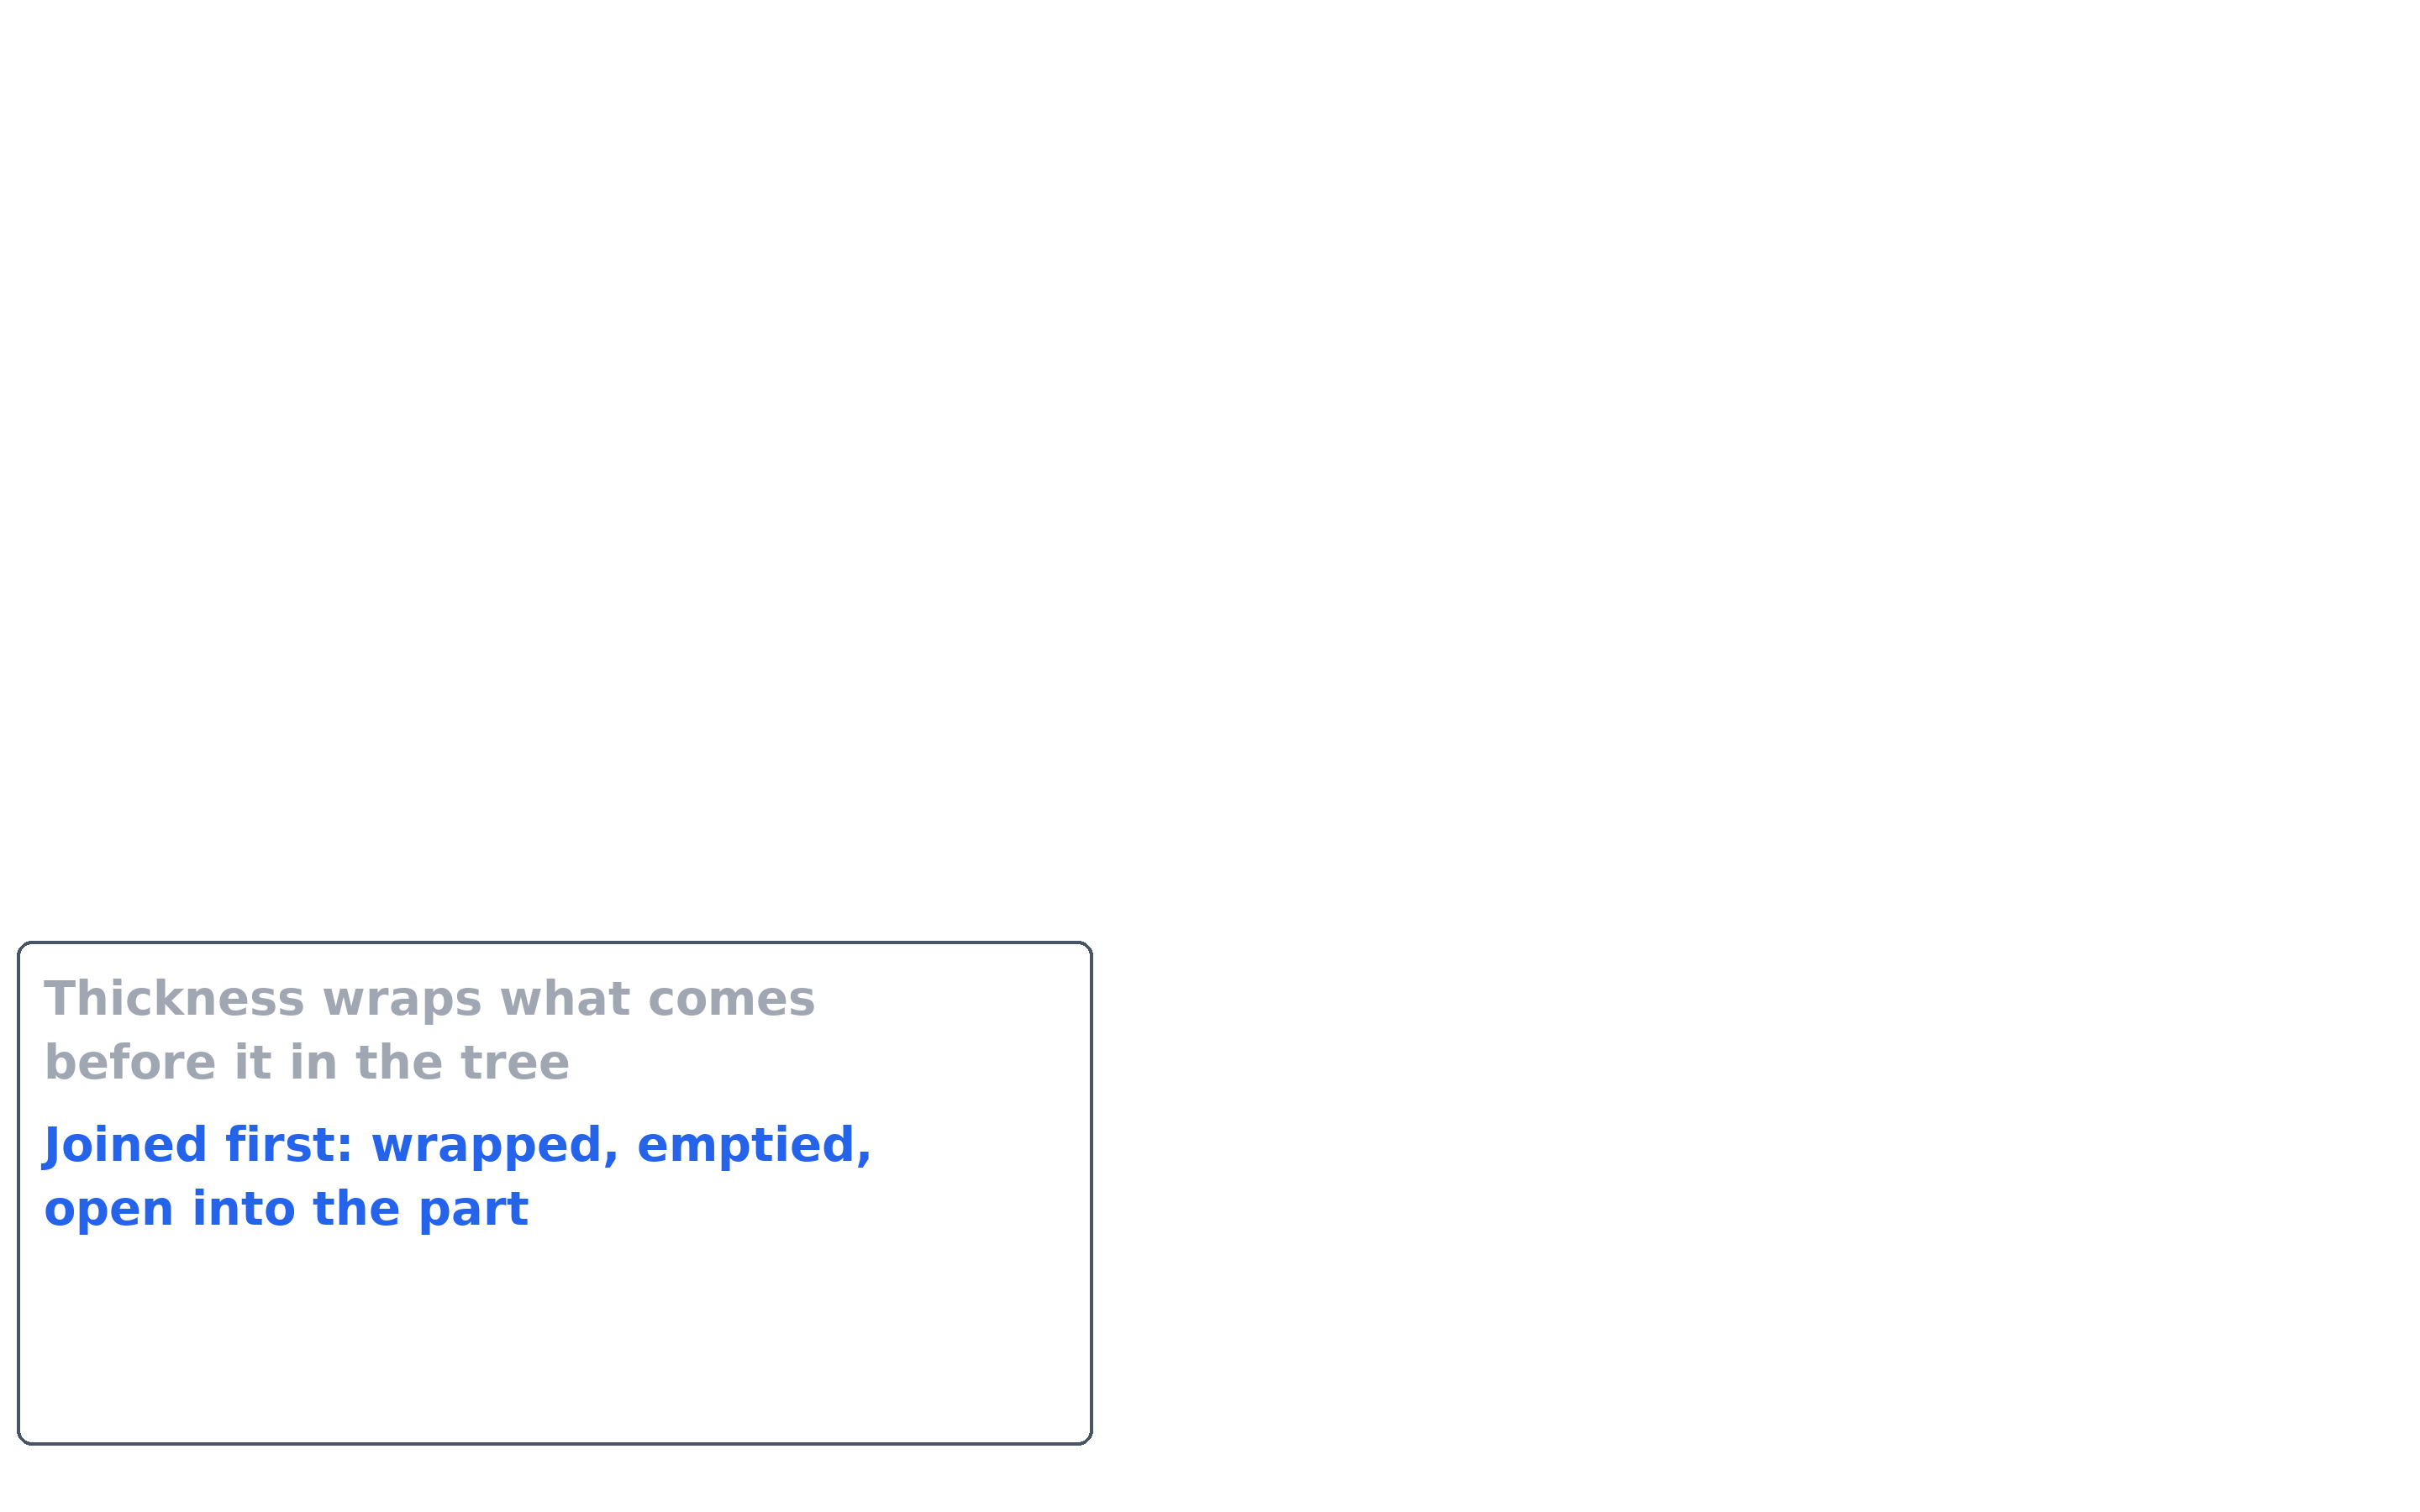 Thickness wraps what comes
before it in the tree
Joined first: wrapped, emptied,
open into the part